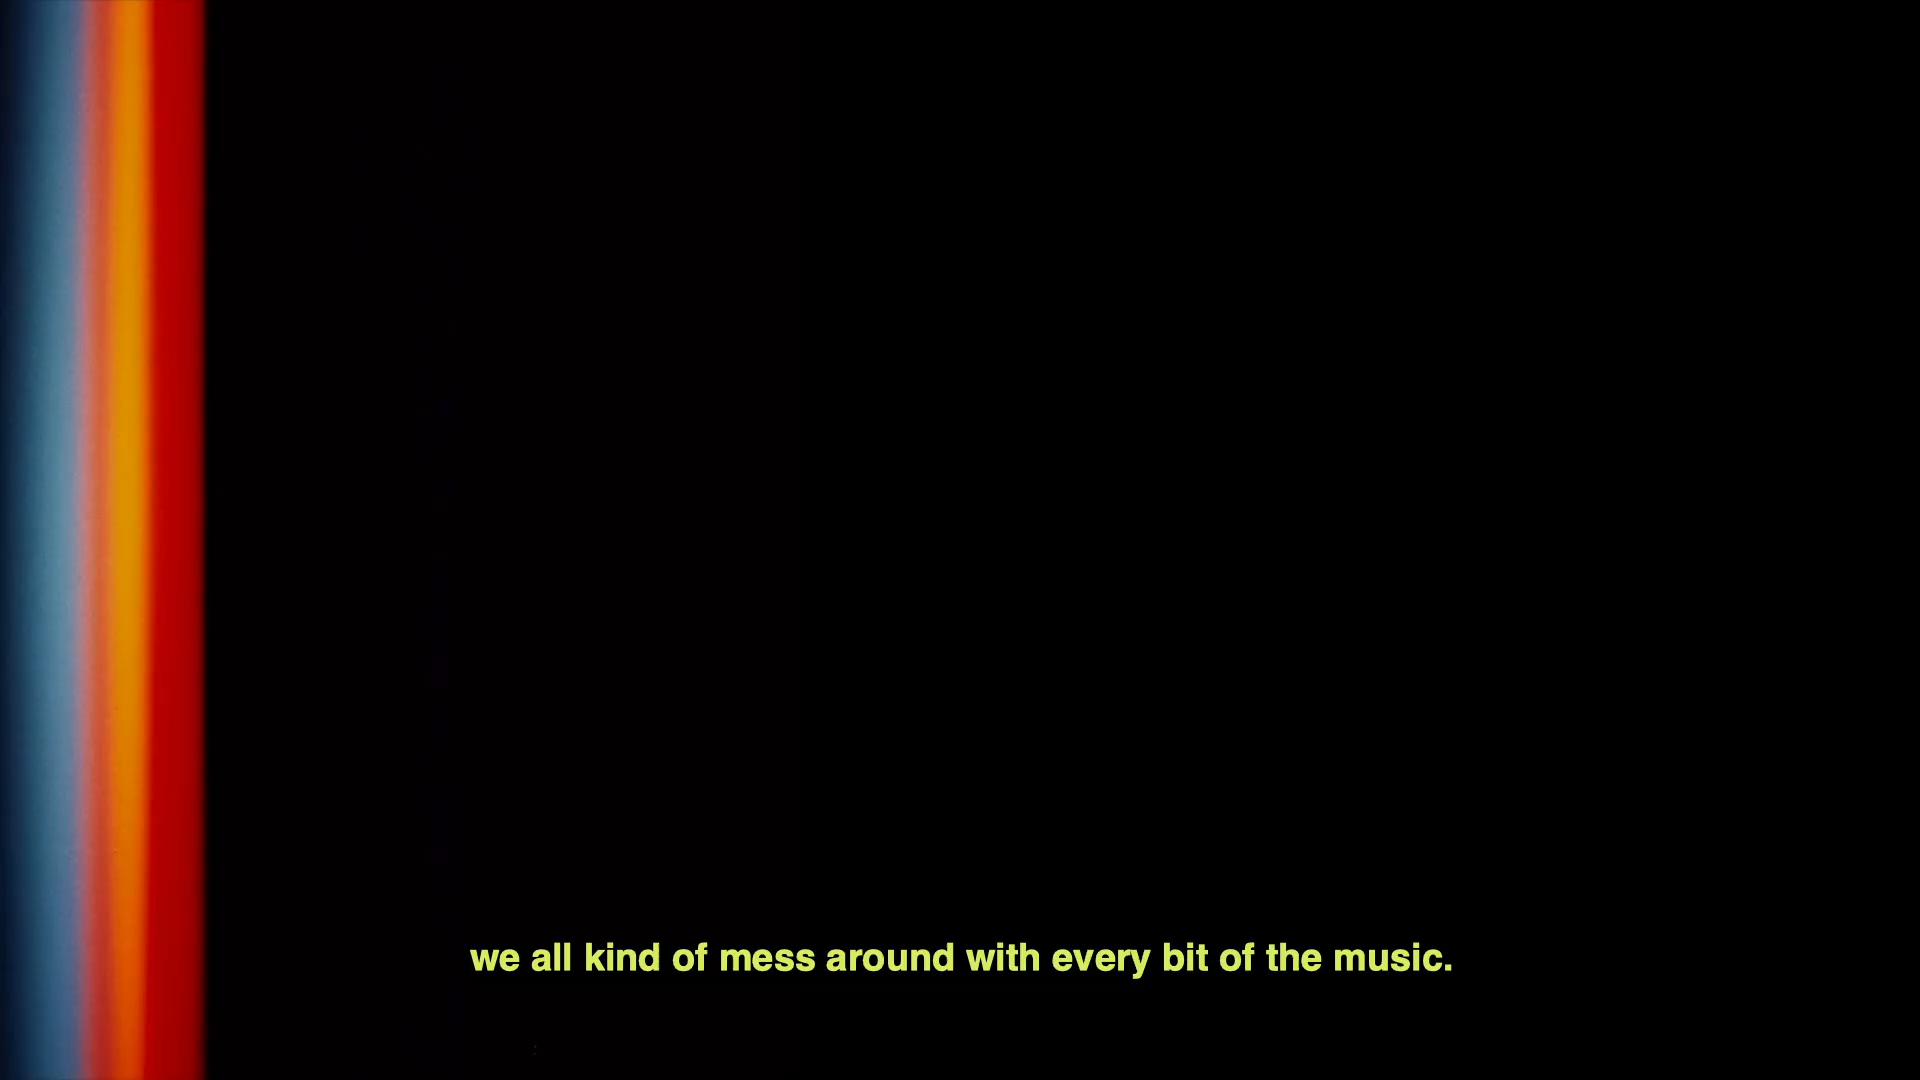 we all kind of mess around with every bit of the music.